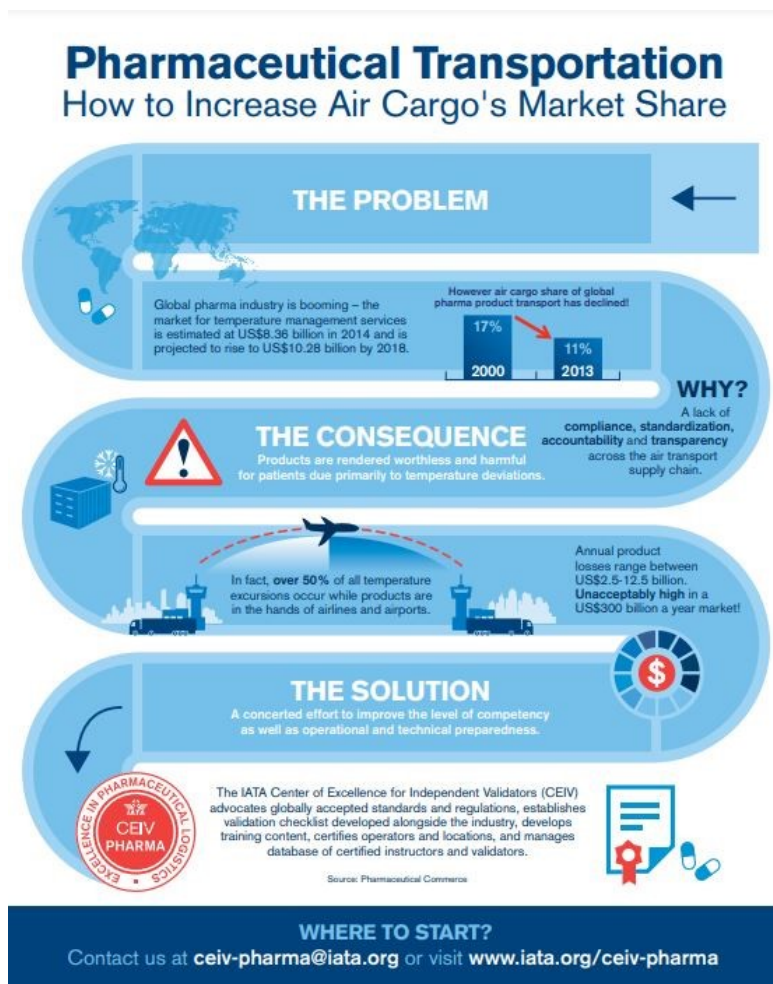 Pharmaceutical Transportation
How to Increase Air Cargo's Market Share
THE PROBLEM
Global pharma industry is booming – the
market for temperature management services
is estimated at US$8.36 billion in 2014 and is
projected to rise to US$10.28 billion by 2018.
However air cargo share of global
pharma product transport has declined!
17%
11%
2000
2013
WHY?
A lack of
compliance, standardization,
accountability and transparency
across the air transport
supply chain.
THE CONSEQUENCE
Products are rendered worthless and harmful
for patients due primarily to temperature deviations.
In fact, over 50% of all temperature
excursions occur while products are
in the hands of airlines and airports.
Annual product
losses range between
US$2.5-12.5 billion.
Unacceptably high in a
US$300 billion a year market!
$
THE SOLUTION
A concerted effort to improve the level of competency
as well as operational and technical preparedness.
EXCELLENCE IN PHARMACEUTICAL LOGISTICS
IATA
CEIV
PHARMA
The IATA Center of Excellence for Independent Validators (CEIV)
advocates globally accepted standards and regulations, establishes
validation checklist developed alongside the industry, develops
training content, certifies operators and locations, and manages
database of certified instructors and validators.
Source: Pharmaceutical Commerce
WHERE TO START?
Contact us at ceiv-pharma@iata.org or visit www.iata.org/ceiv-pharma